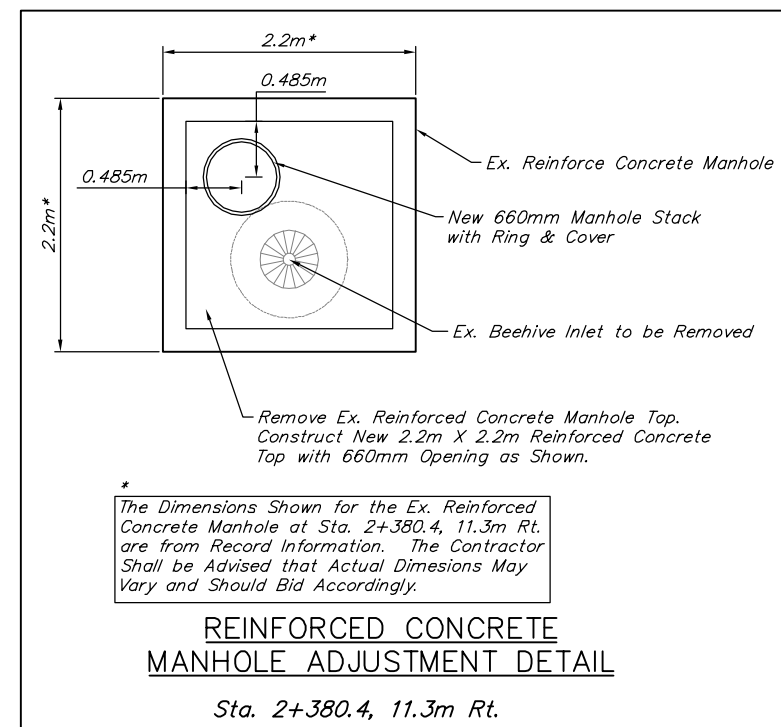 2.2m*
0.485m
0.485m
2.2m*
Ex. Reinforce Concrete Manhole
New 660mm Manhole Stack
with Ring & Cover
Ex. Beehive Inlet to be Removed
Remove Ex. Reinforced Concrete Manhole Top.
Construct New 2.2m X 2.2m Reinforced Concrete
Top with 660mm Opening as Shown.
*
The Dimensions Shown for the Ex. Reinforced
Concrete Manhole at Sta. 2+380.4, 11.3m Rt.
are from Record Information. The Contractor
Shall be Advised that Actual Dimesions May
Vary and Should Bid Accordingly.
REINFORCED CONCRETE
MANHOLE ADJUSTMENT DETAIL
Sta. 2+380.4, 11.3m Rt.